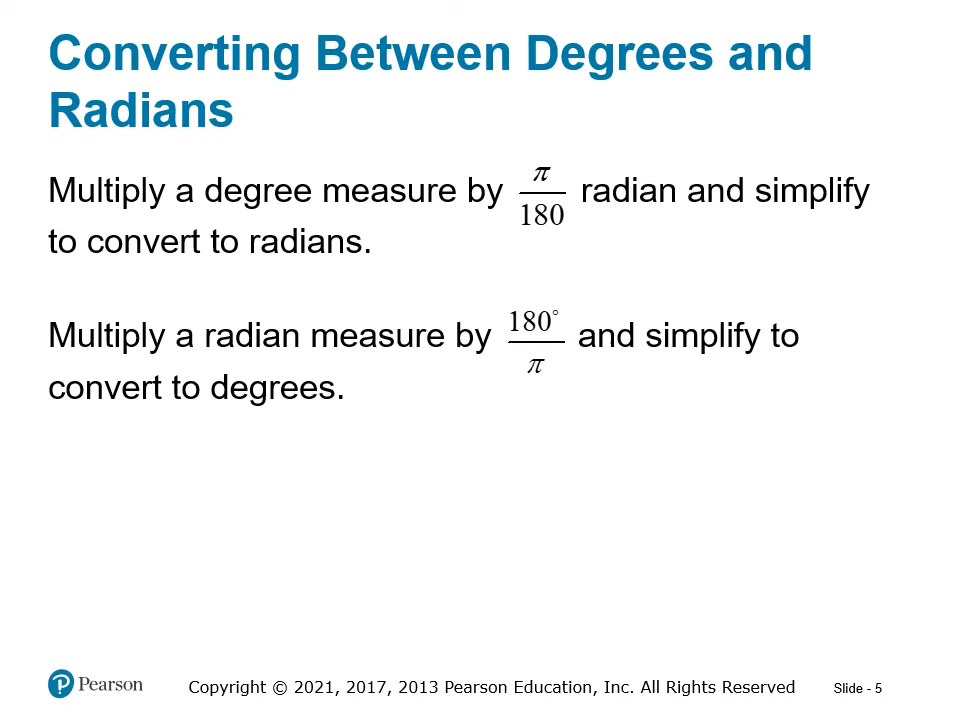 Converting Between Degrees and
Radians
Multiply a degree measure by π/180 radian and simplify
to convert to radians.
Multiply a radian measure by 180°/π and simplify to
convert to degrees.
Pearson
Copyright © 2021, 2017, 2013 Pearson Education, Inc. All Rights Reserved
Slide - 5